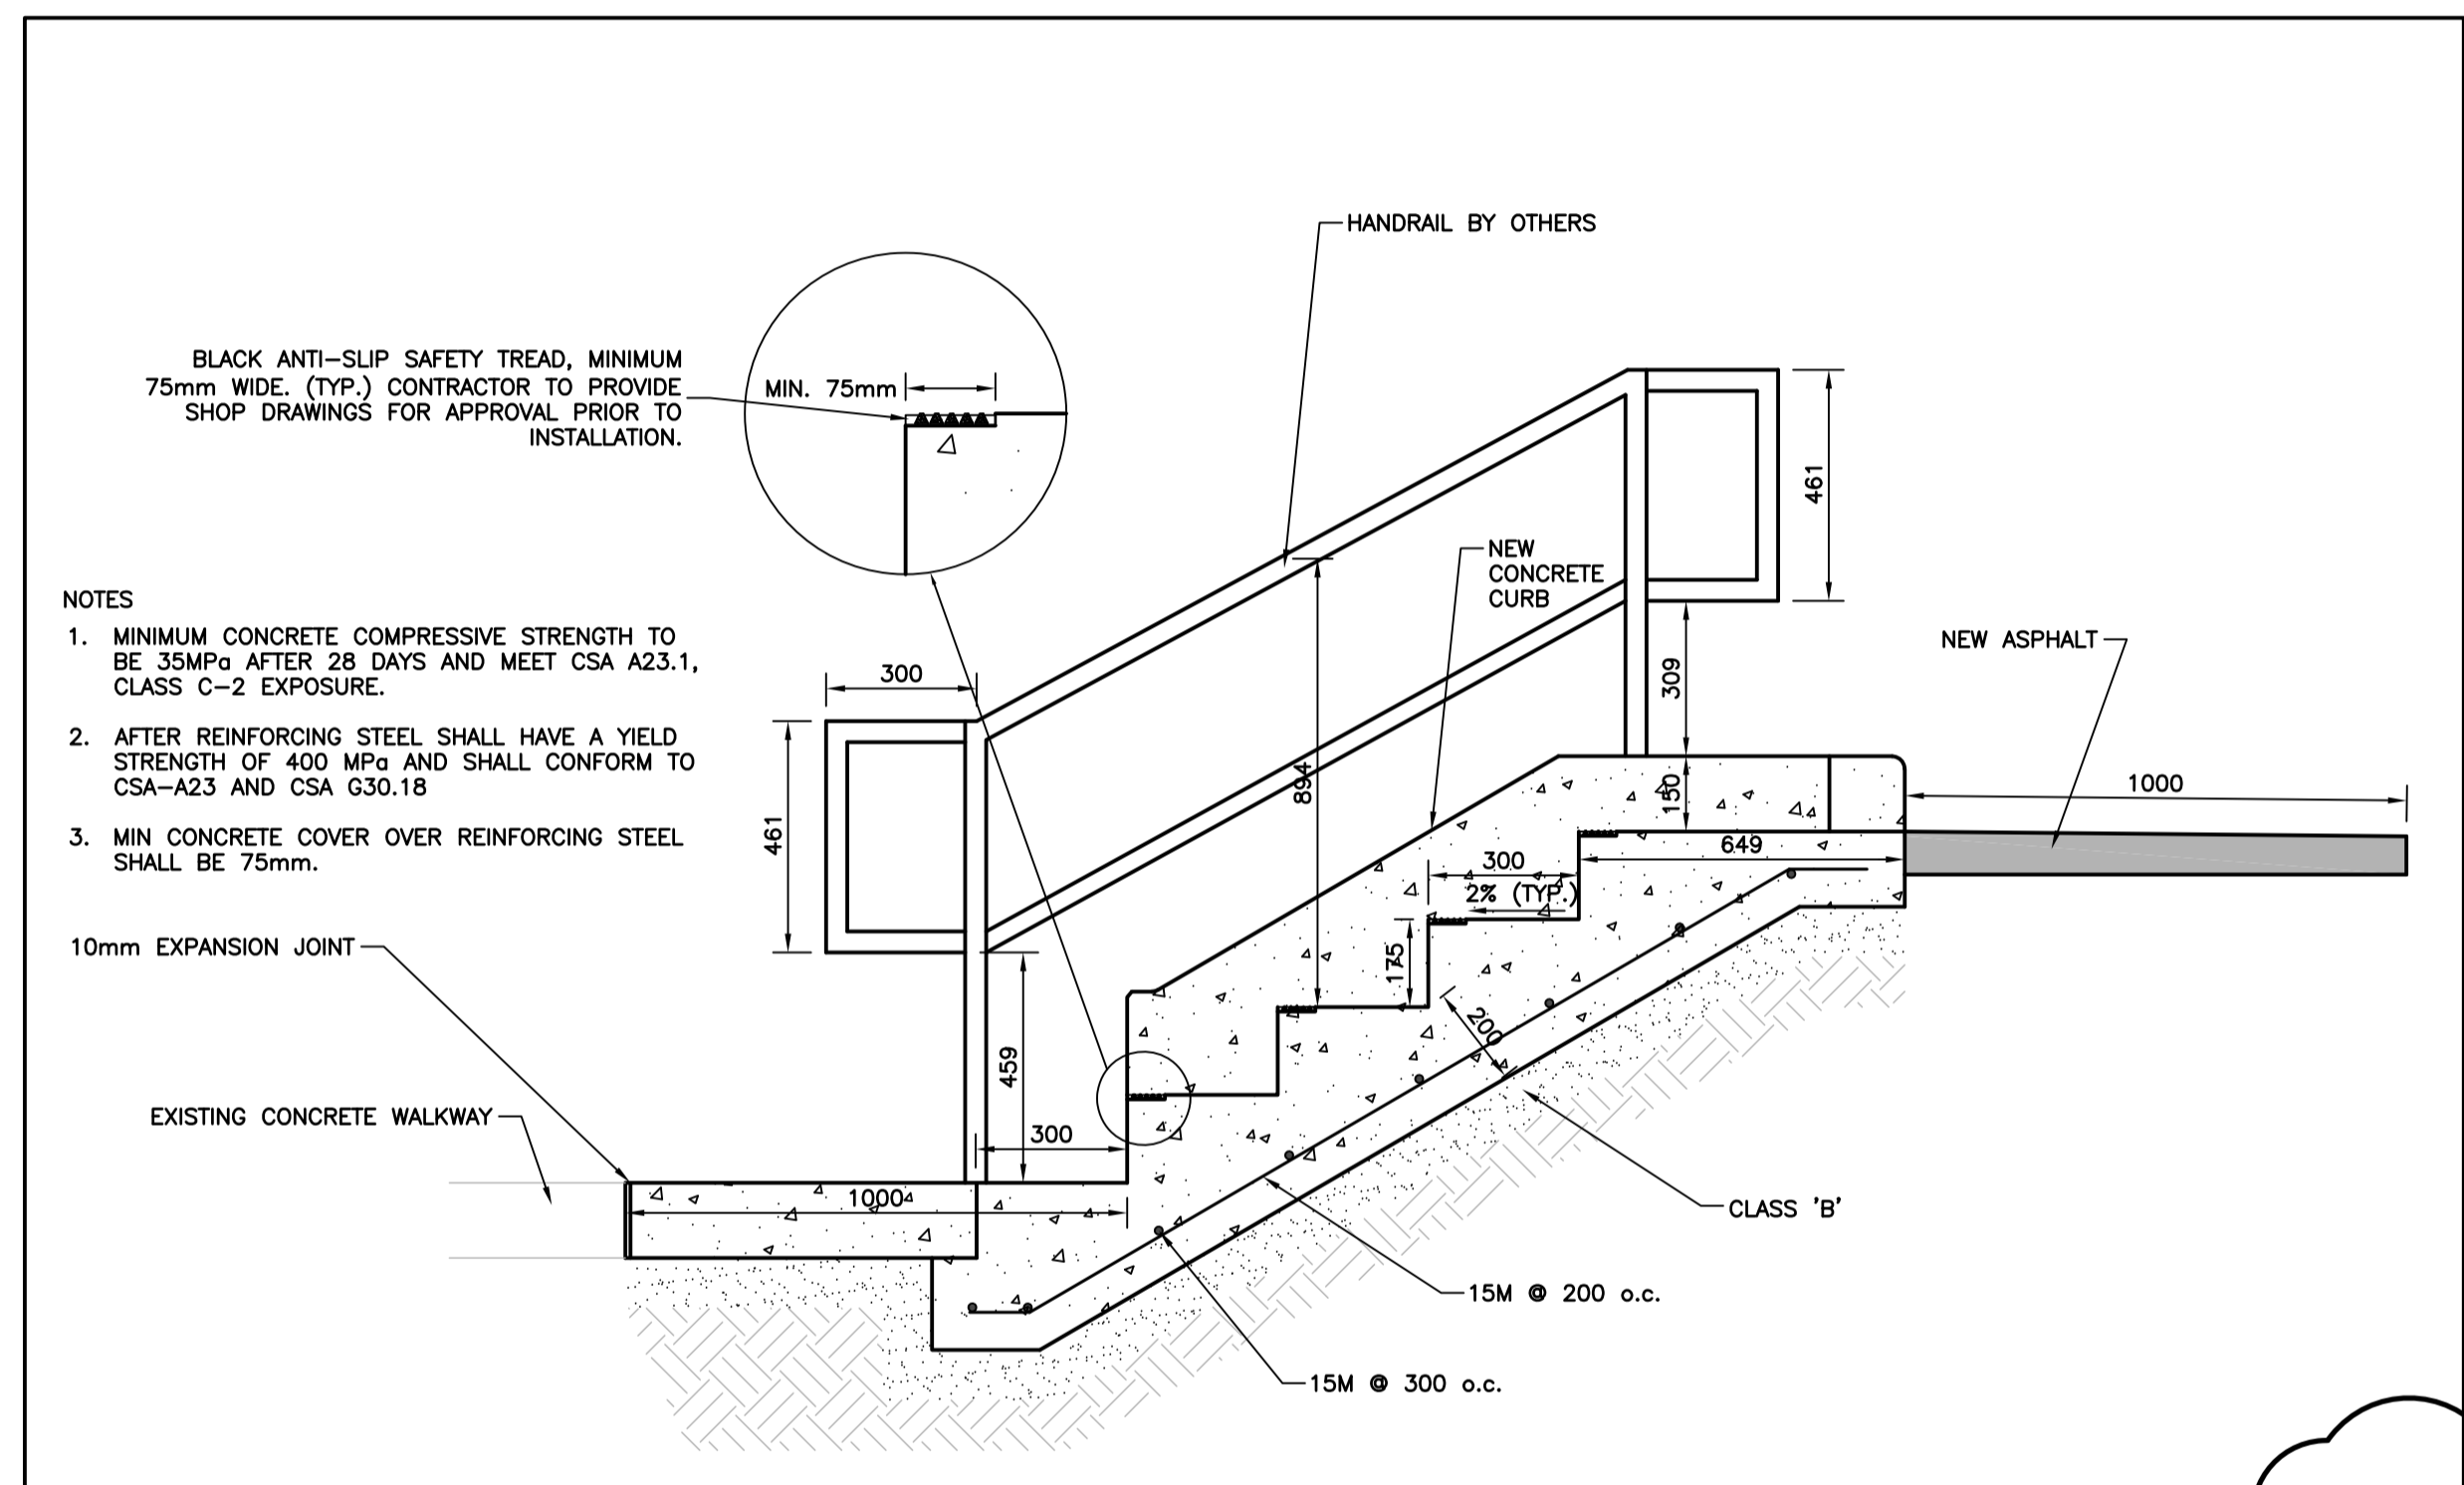 HANDRAIL BY OTHERS
BLACK ANTI-SLIP SAFETY TREAD, MINIMUM
75mm WIDE. (TYP.) CONTRACTOR TO PROVIDE
SHOP DRAWINGS FOR APPROVAL PRIOR TO
INSTALLATION.
MIN. 75mm
461
NEW
CONCRETE
CURB
NOTES
1. MINIMUM CONCRETE COMPRESSIVE STRENGTH TO
BE 35MPa AFTER 28 DAYS AND MEET CSA A23.1,
CLASS C-2 EXPOSURE.
2. AFTER REINFORCING STEEL SHALL HAVE A YIELD
STRENGTH OF 400 MPa AND SHALL CONFORM TO
CSA-A23 AND CSA G30.18
3. MIN CONCRETE COVER OVER REINFORCING STEEL
SHALL BE 75mm.
NEW ASPHALT
300
309
894
150
1000
461
649
300
2% (TYP.)
175
10mm EXPANSION JOINT
200
459
EXISTING CONCRETE WALKWAY
300
1000
CLASS 'B'
15M @ 200 o.c.
15M @ 300 o.c.